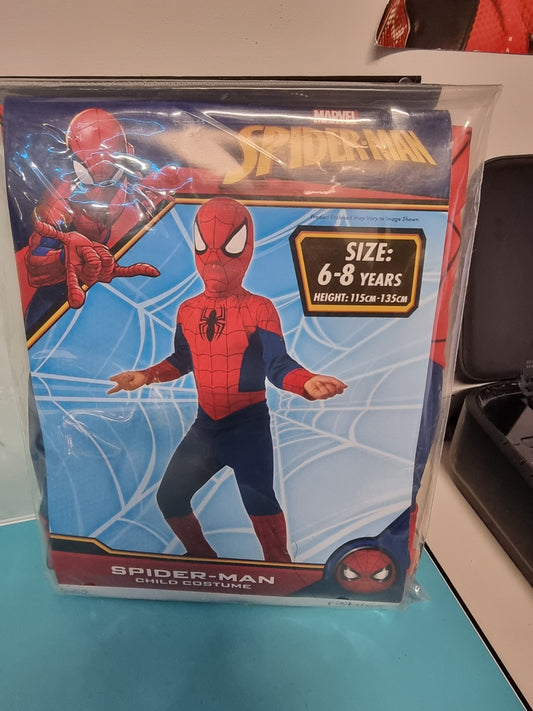 MARVEL
SPIDER-MAN
Product Enclosed May Vary to Image Shown
SIZE:
6-8 YEARS
HEIGHT: 115CM-135CM
SPIDER-MAN
CHILD COSTUME